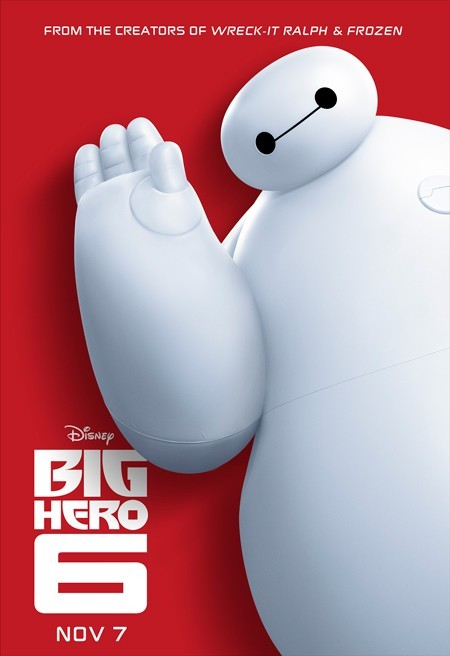 FROM THE CREATORS OF WRECK-IT RALPH & FROZEN
Disney
BIG
HERO
6
NOV 7